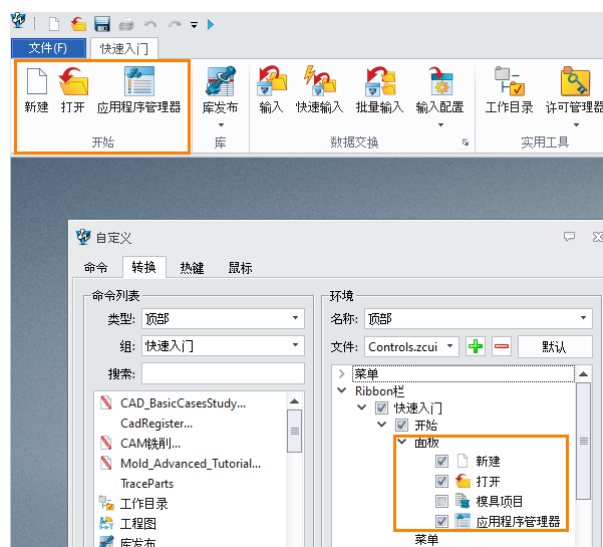 文件(F) 快速入门
新建 打开 应用程序管理器 库发布 输入 快速输入 批量输入 输入配置 工作目录 许可管理器
开始 库 数据交换 实用工具
自定义
命令 转换 热键 鼠标
命令列表 环境
类型: 顶部 名称: 顶部
组: 快速入门 文件: Controls.zcui 默认
搜索:
菜单
Ribbon栏
CAD_BasicCasesStudy... 快速入门
CadRegister... 开始
CAM铣削... 面板
Mold_Advanced_Tutorial... 新建
TraceParts 打开
工作目录 模具项目
工程图 应用程序管理器
库发布 菜单